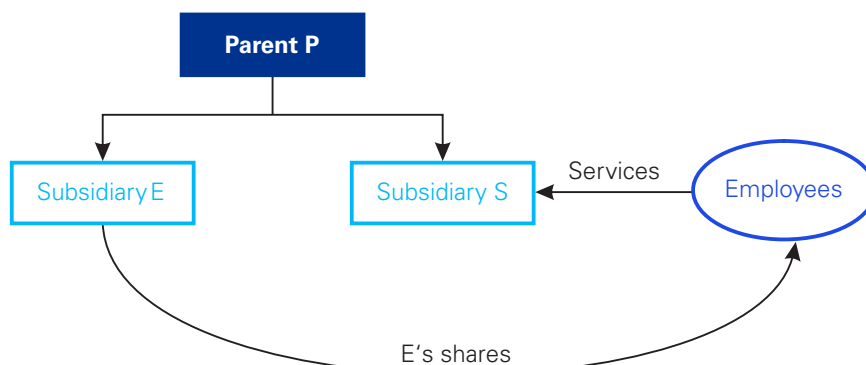 Parent P
Subsidiary E
Subsidiary S
Services
Employees
E‘s shares